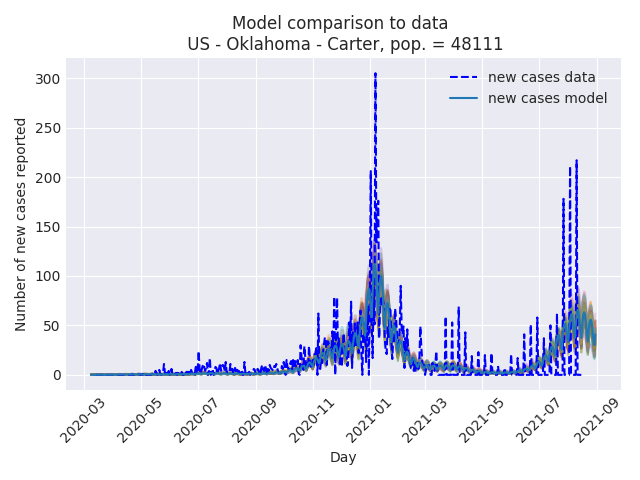 Model comparison to data
US - Oklahoma - Carter, pop. = 48111
new cases data
new cases model
Number of new cases reported
300
250
200
150
100
50
0
2020-03
2020-05
2020-07
2020-09
2020-11
2021-01
2021-03
2021-05
2021-07
2021-09
Day